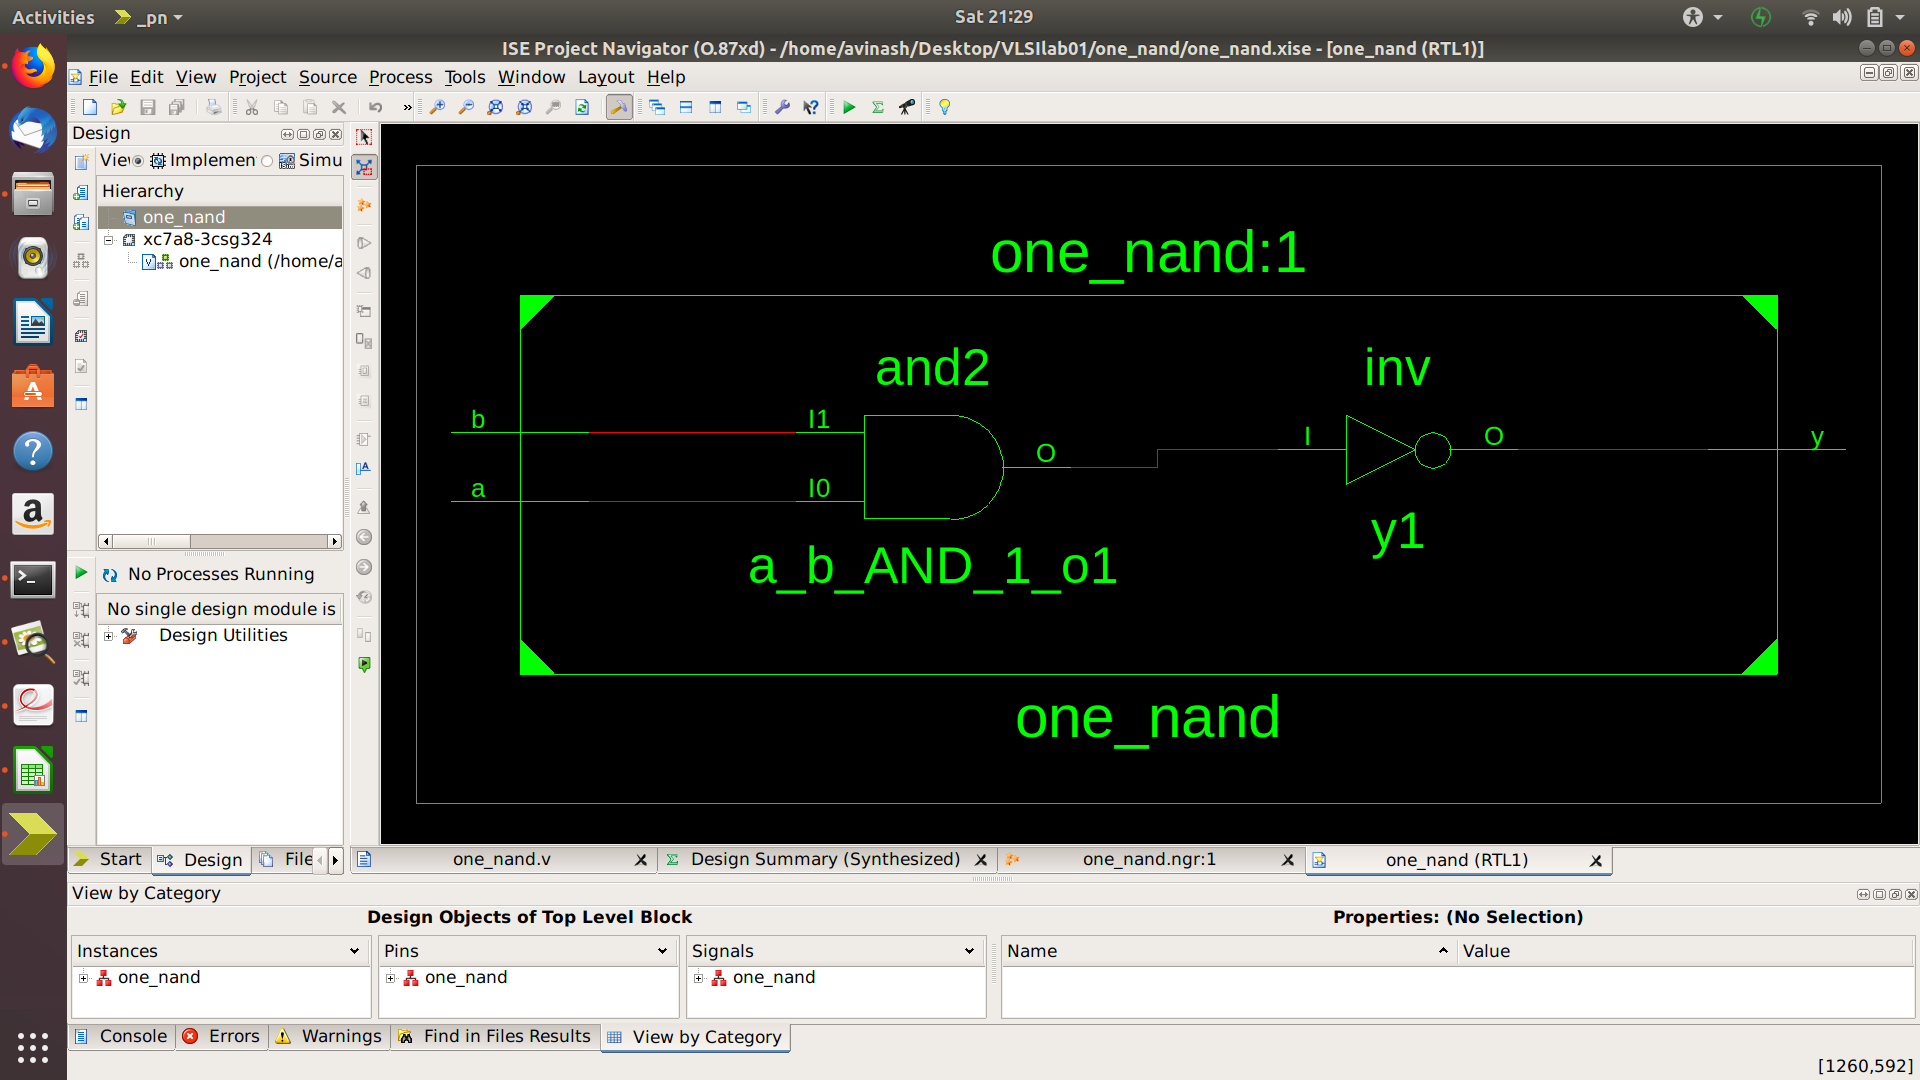 Activities
_pn
Sat 21:29
ISE Project Navigator (O.87xd) - /home/avinash/Desktop/VLSIlab01/one_nand/one_nand.xise - [one_nand (RTL1)]
File Edit View Project Source Process Tools Window Layout Help
Design
Implemen Simu
Hierarchy
one_nand
xc7a8-3csg324
one_nand (/home/a
No Processes Running
No single design module is
Design Utilities
Start
Design
File
one_nand:1
and2
inv
b
I1
O
I
O
y
a
I0
y1
a_b_AND_1_o1
one_nand
one_nand.v
Design Summary (Synthesized)
one_nand.ngr:1
one_nand (RTL1)
View by Category
Design Objects of Top Level Block
Properties: (No Selection)
Instances
Pins
Signals
Name
Value
one_nand
one_nand
one_nand
Console
Errors
Warnings
Find in Files Results
View by Category
[1260,592]